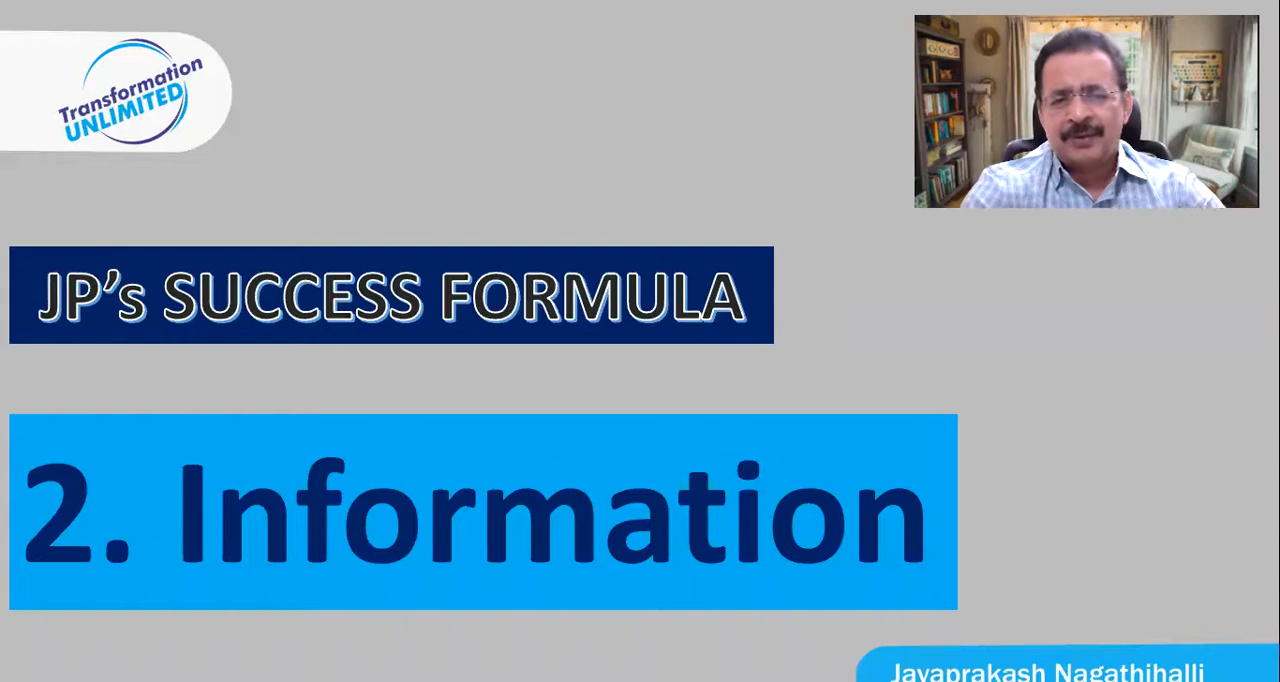 Transformation
UNLIMITED
JP's SUCCESS FORMULA
2. Information
Jayaprakash Nagathihalli